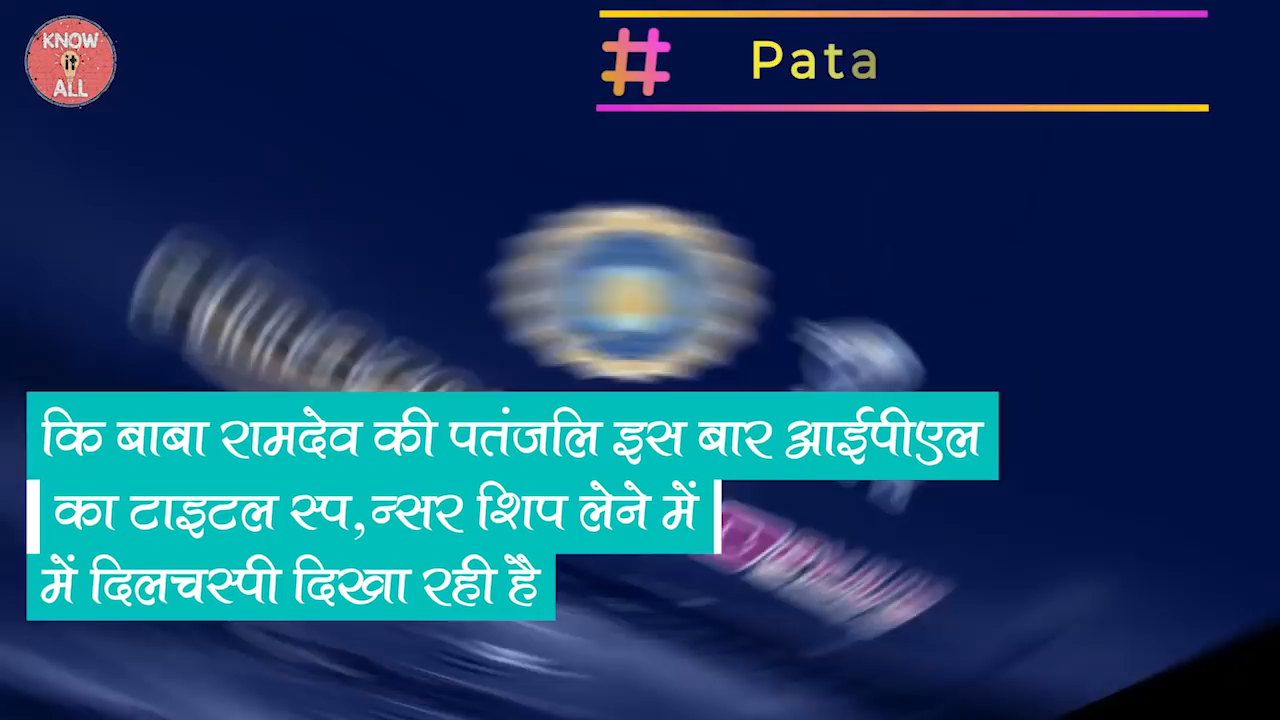 KNOW
it
ALL
# Pata
कि बाबा रामदेव की पतंजलि इस बार आईपीएल
का टाइटल स्प,न्सर शिप लेने में
में दिलचस्पी दिखा रही है